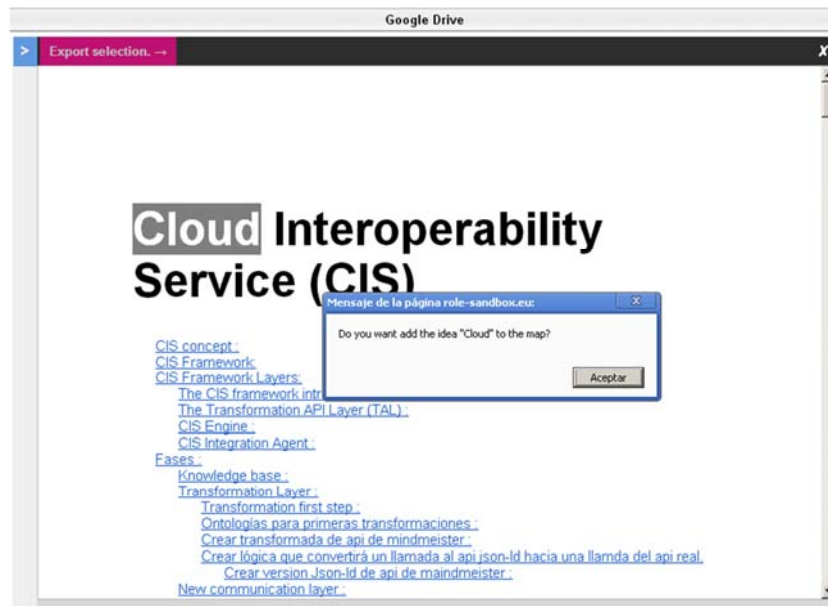 Google Drive
> Export selection. → X
Cloud Interoperability
Service (CIS)
Mensaje de la página role-sandbox.eu: X
Do you want add the idea "Cloud" to the map?
Aceptar
CIS concept :
CIS Framework:
CIS Framework Layers:
The CIS framework intr
The Transformation API Layer (TAL) :
CIS Engine :
CIS Integration Agent :
Fases :
Knowledge base :
Transformation Layer :
Transformation first step :
Ontologías para primeras transformaciones :
Crear transformada de api de mindmeister :
Crear lógica que convertirá un llamada al api json-ld hacia una llamda del api real.
Crear version Json-ld de api de maindmeister :
New communication layer :